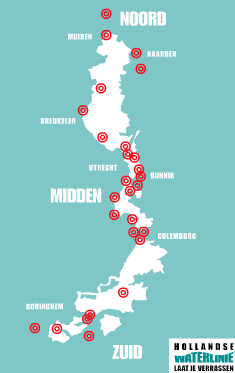 NOORD
MUIDEN
NAARDEN
BREUKELEN
UTRECHT
BUNNIK
MIDDEN
CULEMBORG
GORINCHEM
ZUID
HOLLANDSE
WATERLINIE
LAAT JE VERRASSEN